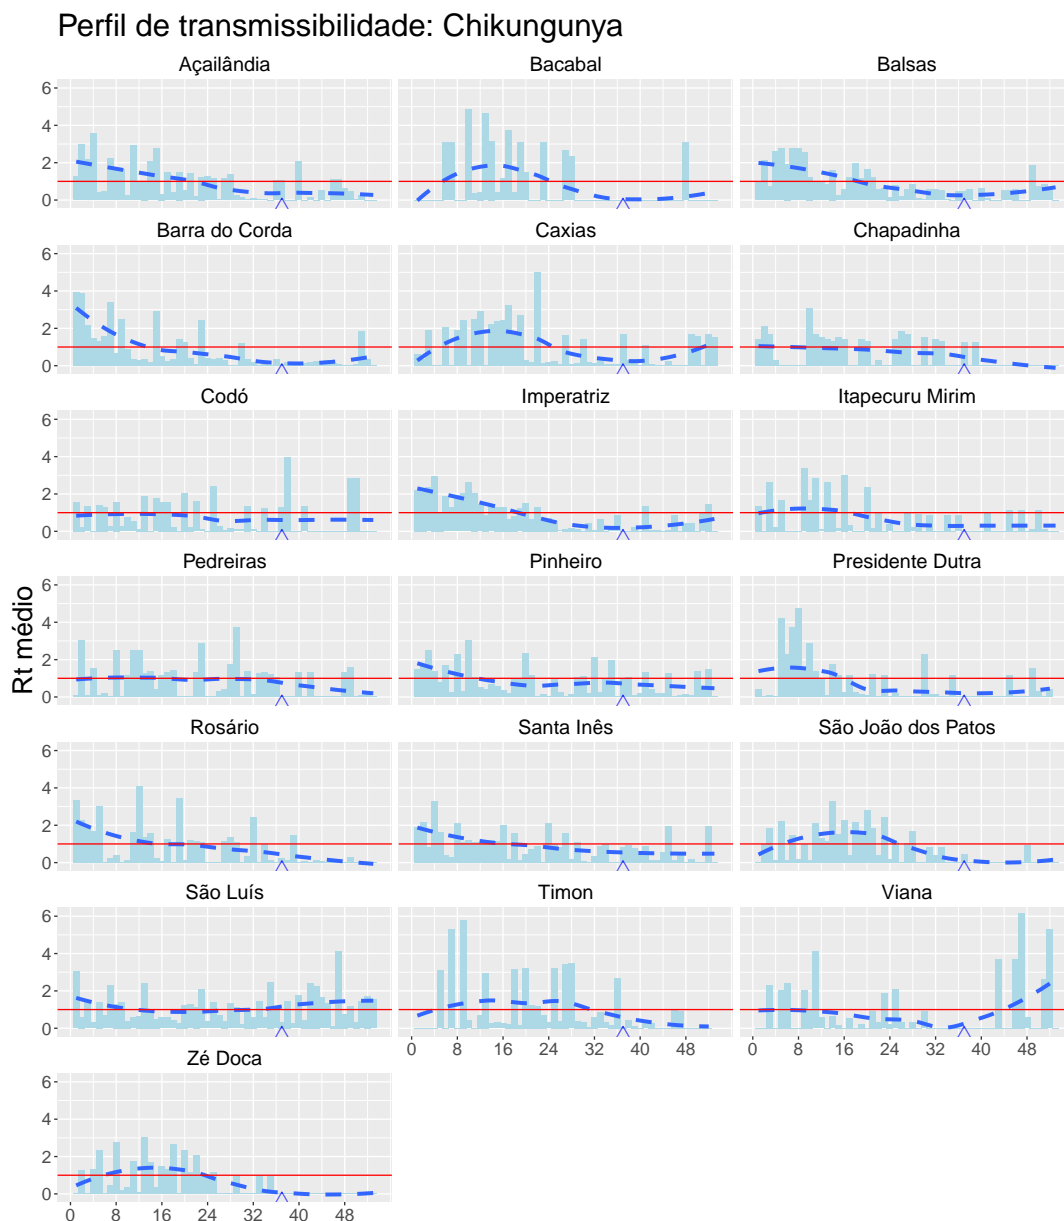 Perfil de transmissibilidade: Chikungunya
Açailândia Bacabal Balsas
6
4
2
0
Barra do Corda Caxias Chapadinha
6
4
2
0
Codó Imperatriz Itapecuru Mirim
6
4
2
0
Pedreiras Pinheiro Presidente Dutra
6
4
2
0
Rt médio
Rosário Santa Inês São João dos Patos
6
4
2
0
São Luís Timon Viana
6
4
2
0
0 8 16 24 32 40 48 0 8 16 24 32 40 48
Zé Doca
6
4
2
0
0 8 16 24 32 40 48